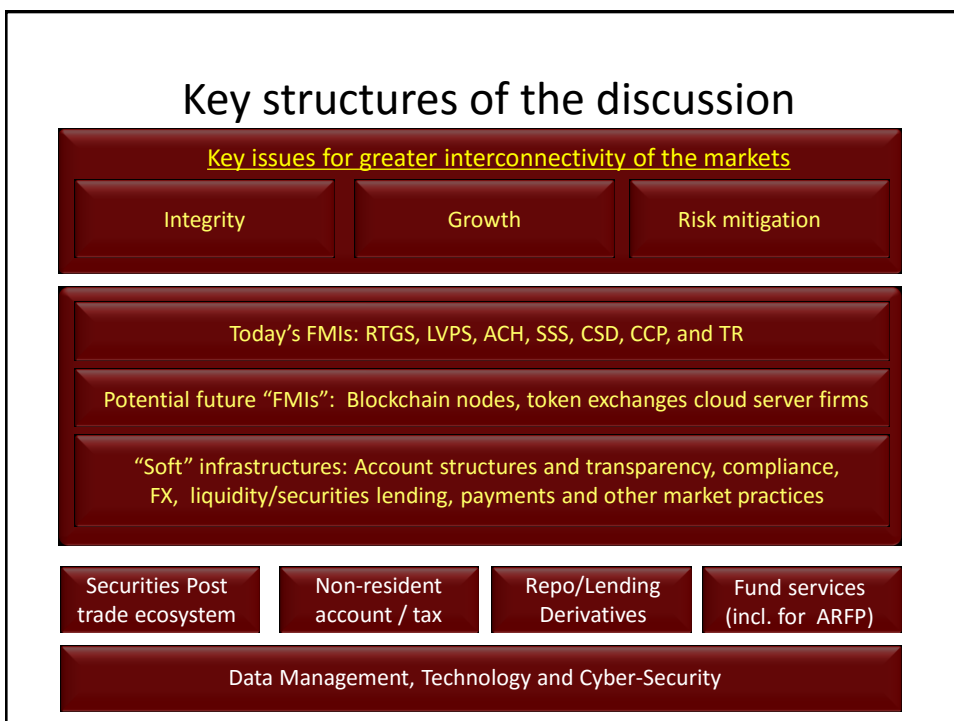 Key structures of the discussion
Key issues for greater interconnectivity of the markets
Integrity
Growth
Risk mitigation
Today’s FMIs: RTGS, LVPS, ACH, SSS, CSD, CCP, and TR
Potential future “FMIs”:  Blockchain nodes, token exchanges cloud server firms
“Soft” infrastructures: Account structures and transparency, compliance,
FX,  liquidity/securities lending, payments and other market practices
Securities Post
trade ecosystem
Non-resident
account / tax
Repo/Lending
Derivatives
Fund services
(incl. for  ARFP)
Data Management, Technology and Cyber-Security